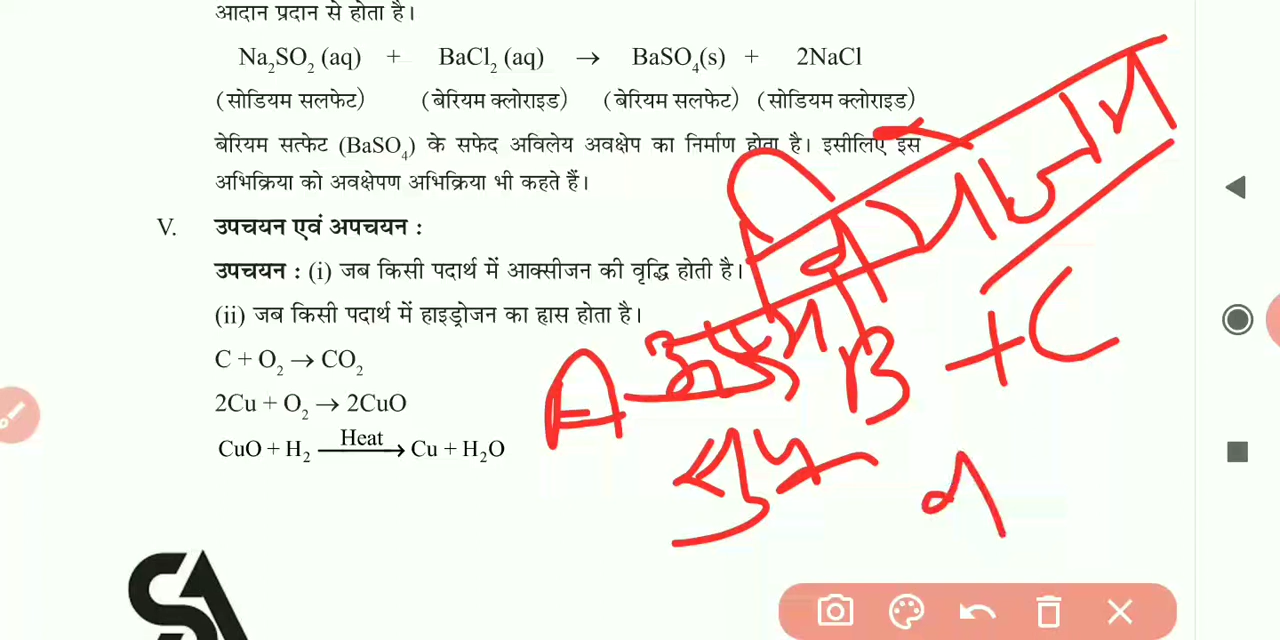 आदान प्रदान से होता है।
Na₂SO₂ (aq) + BaCl₂ (aq) → BaSO₄(s) + 2NaCl
(सोडियम सलफेट) (बेरियम क्लोराइड) (बेरियम सलफेट) (सोडियम क्लोराइड)
बेरियम सत्फेट (BaSO₄) के सफेद अविलेय अवक्षेप का निर्माण होता है। इसीलिए इस
अभिक्रिया को अवक्षेपण अभिक्रिया भी कहते हैं।
V. उपचयन एवं अपचयन :
उपचयन : (i) जब किसी पदार्थ में आक्सीजन की वृद्धि होती है।
(ii) जब किसी पदार्थ में हाइड्रोजन का ह्रास होता है।
C + O₂ → CO₂
2Cu + O₂ → 2CuO
CuO + H₂ Heat → Cu + H₂O
वियोजन
A B + C
SA